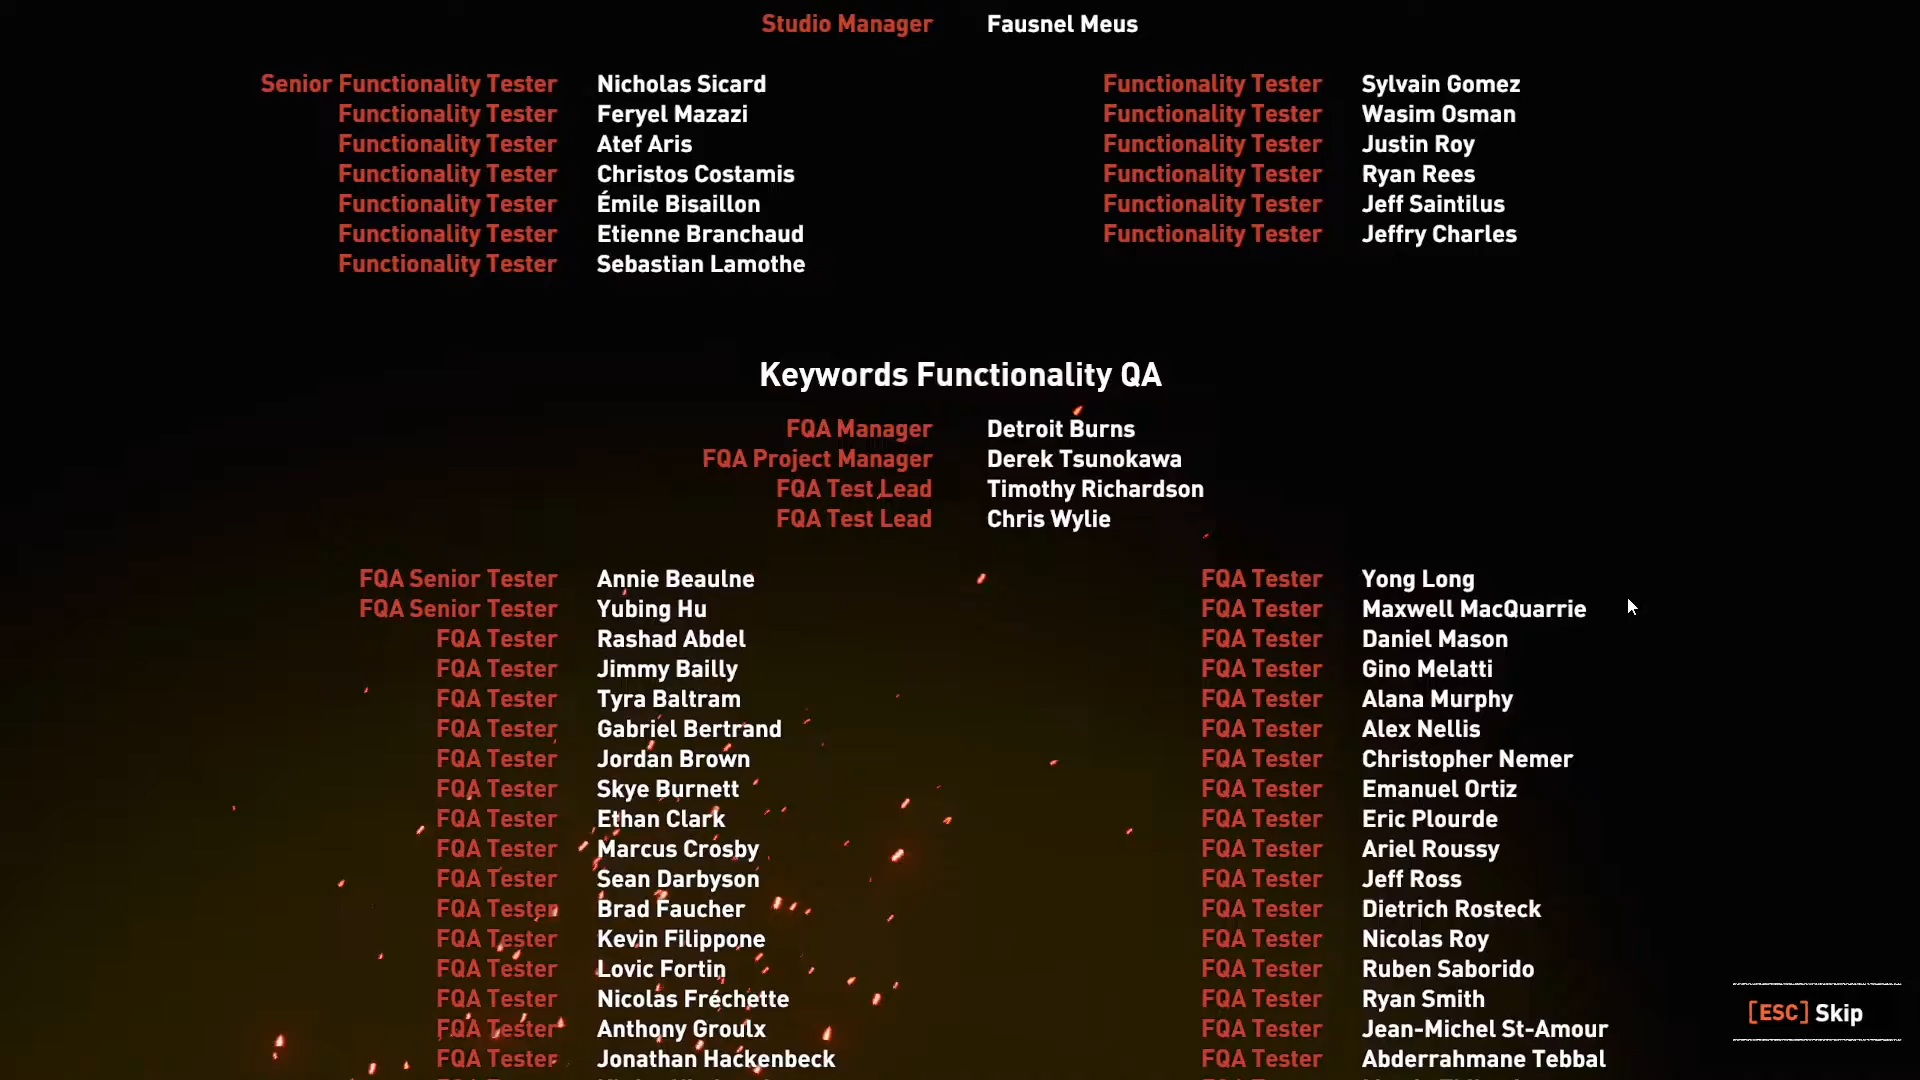 Studio Manager Fausnel Meus
Senior Functionality Tester Nicholas Sicard
Functionality Tester Feryel Mazazi
Functionality Tester Atef Aris
Functionality Tester Christos Costamis
Functionality Tester Émile Bisaillon
Functionality Tester Etienne Branchaud
Functionality Tester Sebastian Lamothe
Functionality Tester Sylvain Gomez
Functionality Tester Wasim Osman
Functionality Tester Justin Roy
Functionality Tester Ryan Rees
Functionality Tester Jeff Saintilus
Functionality Tester Jeffry Charles
Keywords Functionality QA
FQA Manager Detroit Burns
FQA Project Manager Derek Tsunokawa
FQA Test Lead Timothy Richardson
FQA Test Lead Chris Wylie
FQA Senior Tester Annie Beaulne
FQA Senior Tester Yubing Hu
FQA Tester Rashad Abdel
FQA Tester Jimmy Bailly
FQA Tester Tyra Baltram
FQA Tester Gabriel Bertrand
FQA Tester Jordan Brown
FQA Tester Skye Burnett
FQA Tester Ethan Clark
FQA Tester Marcus Crosby
FQA Tester Sean Darbyson
FQA Tester Brad Faucher
FQA Tester Kevin Filippone
FQA Tester Lovic Fortin
FQA Tester Nicolas Fréchette
FQA Tester Anthony Groulx
FQA Tester Jonathan Hackenbeck
FQA Tester Yong Long
FQA Tester Maxwell MacQuarrie
FQA Tester Daniel Mason
FQA Tester Gino Melatti
FQA Tester Alana Murphy
FQA Tester Alex Nellis
FQA Tester Christopher Nemer
FQA Tester Emanuel Ortiz
FQA Tester Eric Plourde
FQA Tester Ariel Roussy
FQA Tester Jeff Ross
FQA Tester Dietrich Rosteck
FQA Tester Nicolas Roy
FQA Tester Ruben Saborido
FQA Tester Ryan Smith
FQA Tester Jean-Michel St-Amour
FQA Tester Abderrahmane Tebbal
[ESC] Skip